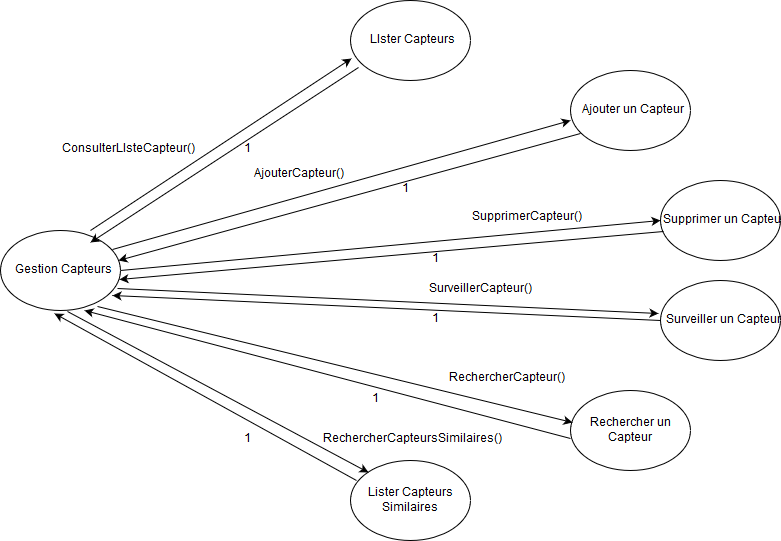 LIster Capteurs
Ajouter un Capteur
ConsulterLIsteCapteur()
1
AjouterCapteur()
1
SupprimerCapteur()
Supprimer un Capteu
1
Gestion Capteurs
SurveillerCapteur()
1
Surveiller un Capteur
RechercherCapteur()
1
Rechercher un
Capteur
RechercherCapteursSimilaires()
1
Lister Capteurs
Similaires